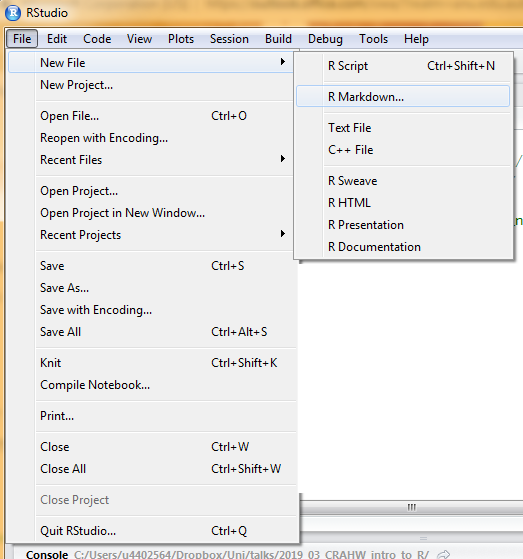 RStudio
File Edit Code View Plots Session Build Debug Tools Help
New File
New Project...
Open File... Ctrl+O
Reopen with Encoding...
Recent Files
Open Project...
Open Project in New Window...
Recent Projects
Save Ctrl+S
Save As...
Save with Encoding...
Save All Ctrl+Alt+S
Knit Ctrl+Shift+K
Compile Notebook...
Print...
Close Ctrl+W
Close All Ctrl+Shift+W
Close Project
Quit RStudio... Ctrl+Q
R Script Ctrl+Shift+N
R Markdown...
Text File
C++ File
R Sweave
R HTML
R Presentation
R Documentation
Console C:/Users/u4402564/Dropbox/Uni/talks/2019_03_CRAHW_intro_to_R/